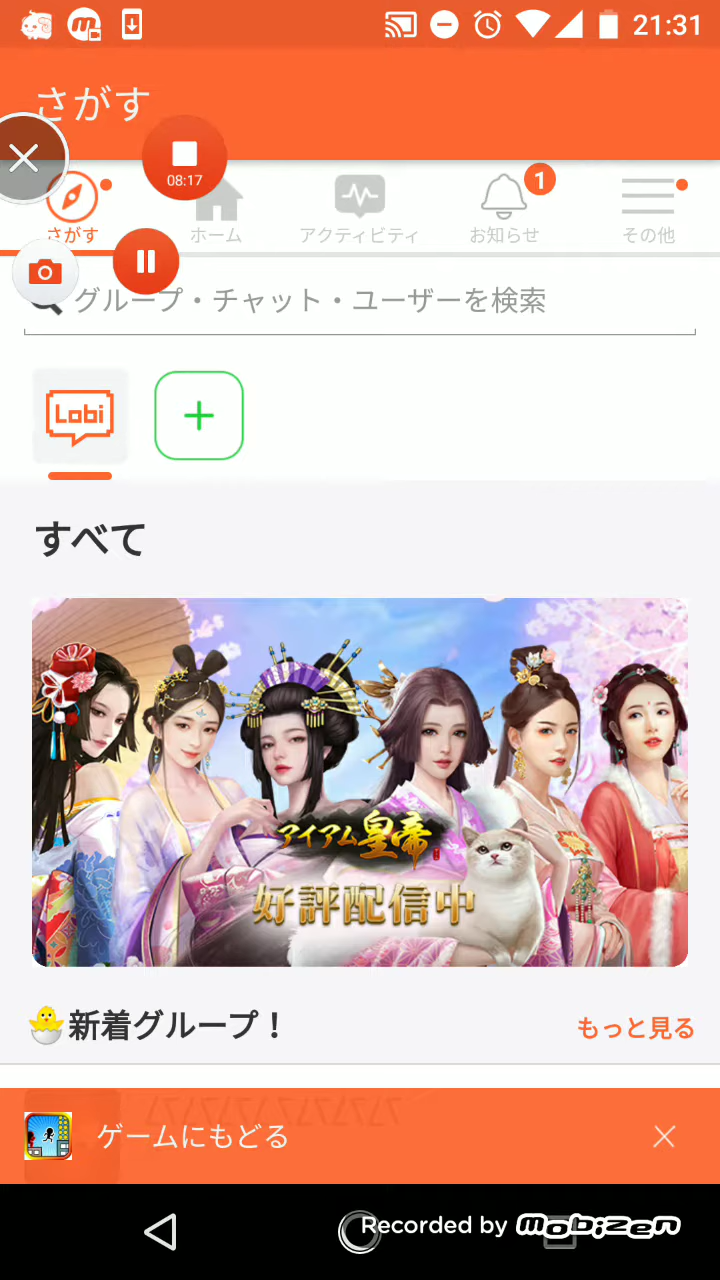 21:31
さがす
08:17
1
さがす
ホーム
アクティビティ
お知らせ
その他
グループ・チャット・ユーザーを検索
Lobi
すべて
アイアム皇帝
好評配信中
新着グループ！
もっと見る
ゲームにもどる
Recorded by mobizen